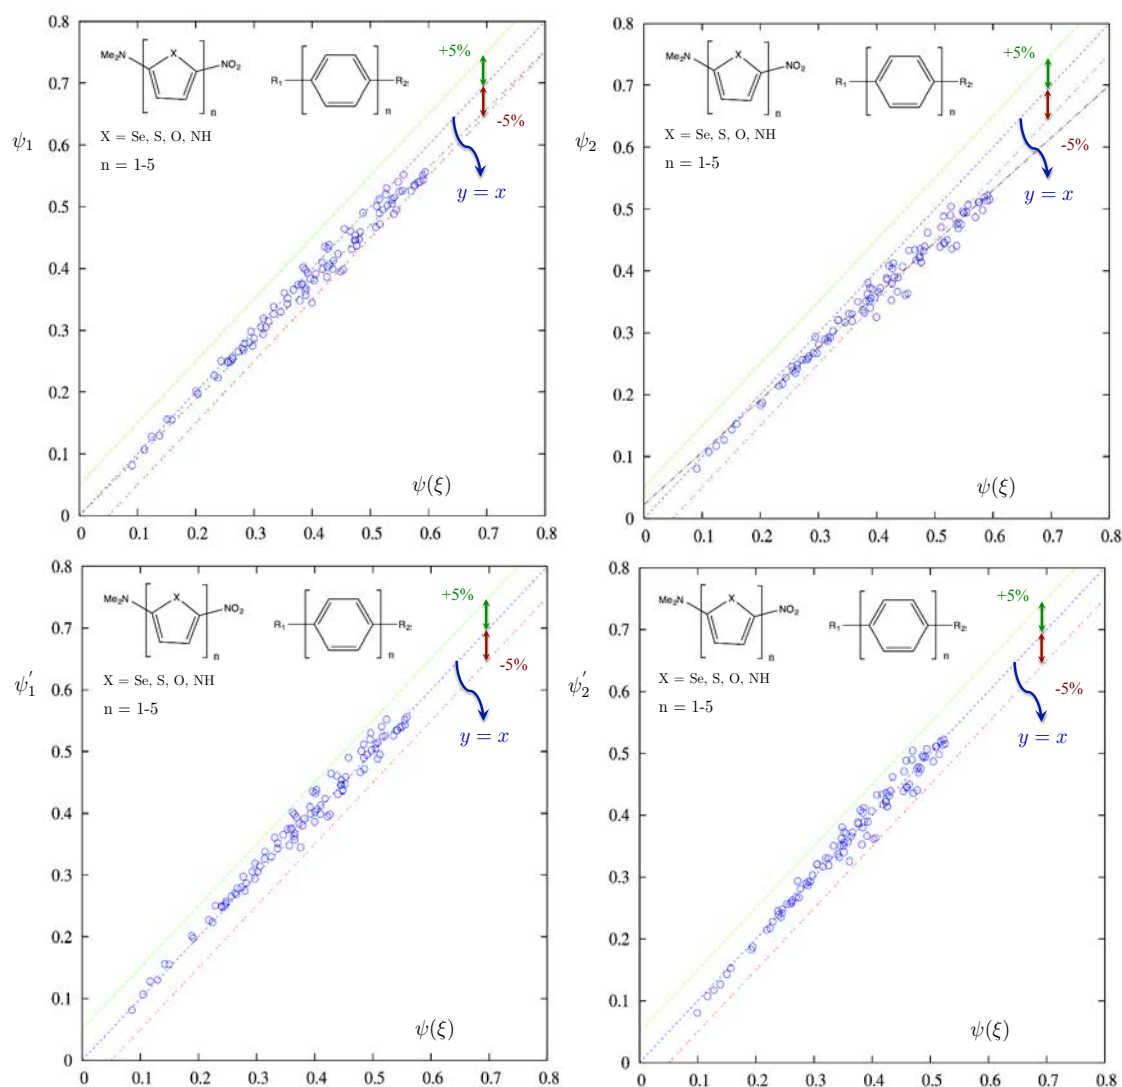 0.8
0.7
0.6
0.5
0.4
0.3
0.2
0.1
0
ψ₁
Me₂N
X
NO₂
n
R₁
R₂
n
X = Se, S, O, NH
n = 1-5
+5%
-5%
y = x
ψ(ξ)
0.1 0.2 0.3 0.4 0.5 0.6 0.7 0.8
0.8
0.7
0.6
0.5
0.4
0.3
0.2
0.1
0
ψ₂
Me₂N
X
NO₂
n
R₁
R₂
n
X = Se, S, O, NH
n = 1-5
+5%
-5%
y = x
ψ(ξ)
0.1 0.2 0.3 0.4 0.5 0.6 0.7 0.8
0.8
0.7
0.6
0.5
0.4
0.3
0.2
0.1
0
ψ₁′
Me₂N
X
NO₂
n
R₁
R₂
n
X = Se, S, O, NH
n = 1-5
+5%
-5%
y = x
ψ(ξ)
0.1 0.2 0.3 0.4 0.5 0.6 0.7 0.8
0.8
0.7
0.6
0.5
0.4
0.3
0.2
0.1
0
ψ₂′
Me₂N
X
NO₂
n
R₁
R₂
n
X = Se, S, O, NH
n = 1-5
+5%
-5%
y = x
ψ(ξ)
0.1 0.2 0.3 0.4 0.5 0.6 0.7 0.8